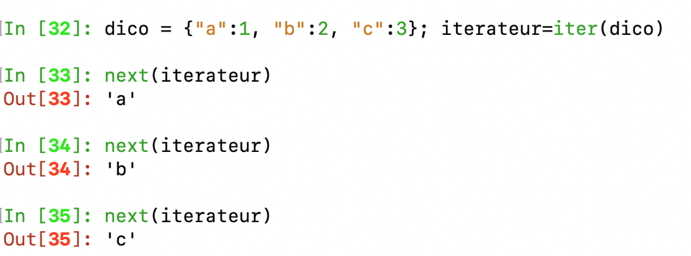 In [32]: dico = {"a":1, "b":2, "c":3}; iterateur=iter(dico)
In [33]: next(iterateur)
Out[33]: 'a'
In [34]: next(iterateur)
Out[34]: 'b'
In [35]: next(iterateur)
Out[35]: 'c'